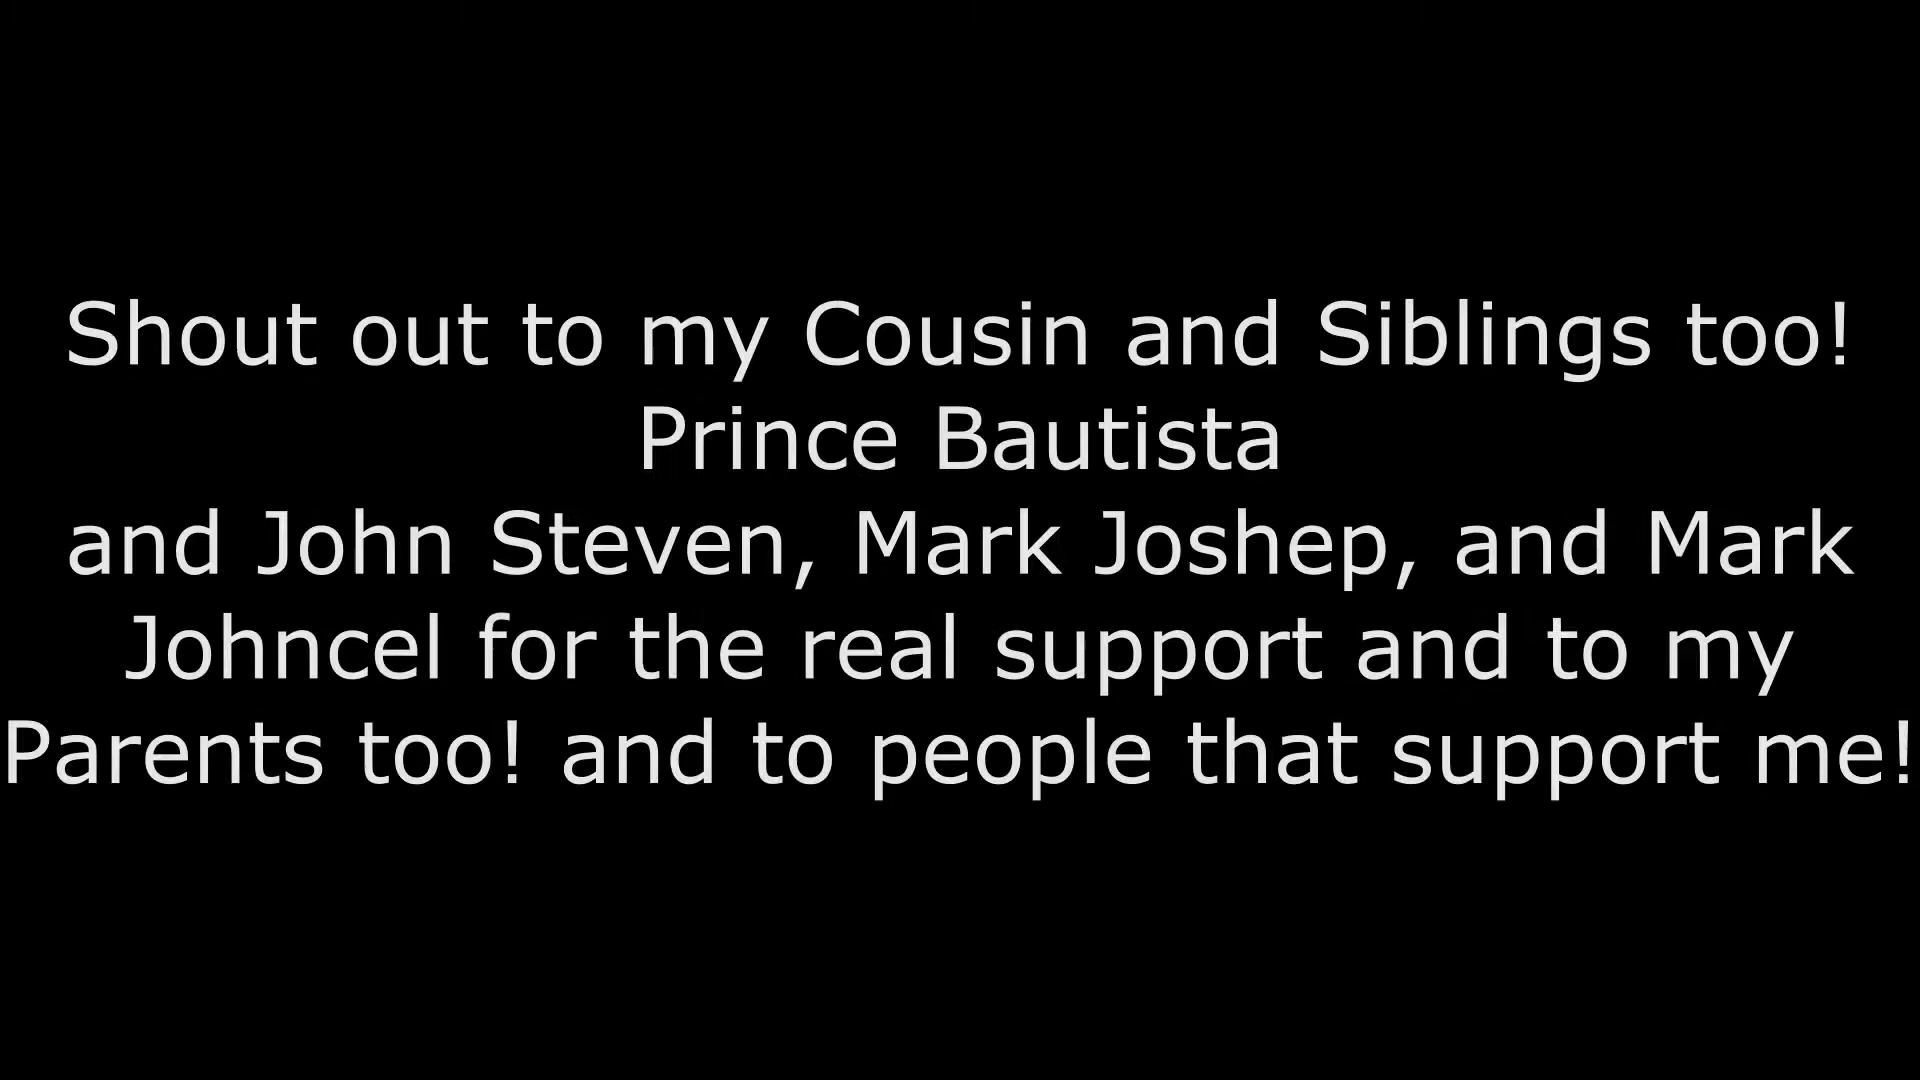 Shout out to my Cousin and Siblings too!
Prince Bautista
and John Steven, Mark Joshep, and Mark
Johncel for the real support and to my
Parents too! and to people that support me!